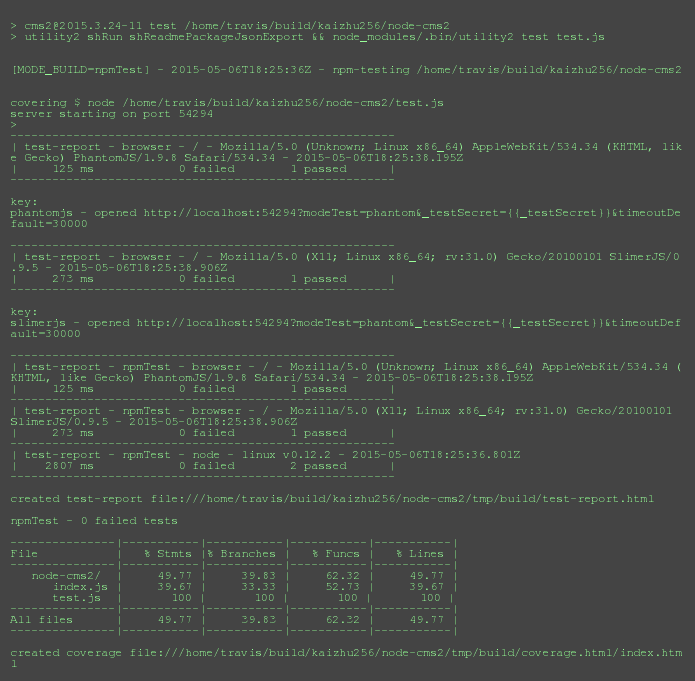 > cms2@2015.3.24-11 test /home/travis/build/kaizhu256/node-cms2
> utility2 shRun shReadmePackageJsonExport && node_modules/.bin/utility2 test test.js
[MODE_BUILD=npmTest] - 2015-05-06T18:25:36Z - npm-testing /home/travis/build/kaizhu256/node-cms2
covering $ node /home/travis/build/kaizhu256/node-cms2/test.js
server starting on port 54294
>
-------------------------------------------------------
| test-report - browser - / - Mozilla/5.0 (Unknown; Linux x86_64) AppleWebKit/534.34 (KHTML, lik
e Gecko) PhantomJS/1.9.8 Safari/534.34 - 2015-05-06T18:25:38.195Z
|     125 ms            0 failed        1 passed      |
-------------------------------------------------------
key:
phantomjs - opened http://localhost:54294?modeTest=phantom&_testSecret={{_testSecret}}&timeoutDe
fault=30000
-------------------------------------------------------
| test-report - browser - / - Mozilla/5.0 (X11; Linux x86_64; rv:31.0) Gecko/20100101 SlimerJS/0
.9.5 - 2015-05-06T18:25:38.906Z
|     273 ms            0 failed        1 passed      |
-------------------------------------------------------
key:
slimerjs - opened http://localhost:54294?modeTest=phantom&_testSecret={{_testSecret}}&timeoutDef
ault=30000
-------------------------------------------------------
| test-report - npmTest - browser - / - Mozilla/5.0 (Unknown; Linux x86_64) AppleWebKit/534.34 (
KHTML, like Gecko) PhantomJS/1.9.8 Safari/534.34 - 2015-05-06T18:25:38.195Z
|     125 ms            0 failed        1 passed      |
-------------------------------------------------------
| test-report - npmTest - browser - / - Mozilla/5.0 (X11; Linux x86_64; rv:31.0) Gecko/20100101
SlimerJS/0.9.5 - 2015-05-06T18:25:38.906Z
|     273 ms            0 failed        1 passed      |
-------------------------------------------------------
| test-report - npmTest - node - linux v0.12.2 - 2015-05-06T18:25:36.801Z
|    2807 ms            0 failed        2 passed      |
-------------------------------------------------------
created test-report file:///home/travis/build/kaizhu256/node-cms2/tmp/build/test-report.html
npmTest - 0 failed tests
---------------|-----------|-----------|-----------|-----------|
File           |   % Stmts |% Branches |   % Funcs |   % Lines |
---------------|-----------|-----------|-----------|-----------|
   node-cms2/  |     49.77 |     39.83 |     62.32 |     49.77 |
      index.js |     39.67 |     33.33 |     52.73 |     39.67 |
      test.js  |       100 |       100 |       100 |       100 |
---------------|-----------|-----------|-----------|-----------|
All files      |     49.77 |     39.83 |     62.32 |     49.77 |
---------------|-----------|-----------|-----------|-----------|
created coverage file:///home/travis/build/kaizhu256/node-cms2/tmp/build/coverage.html/index.htm
l